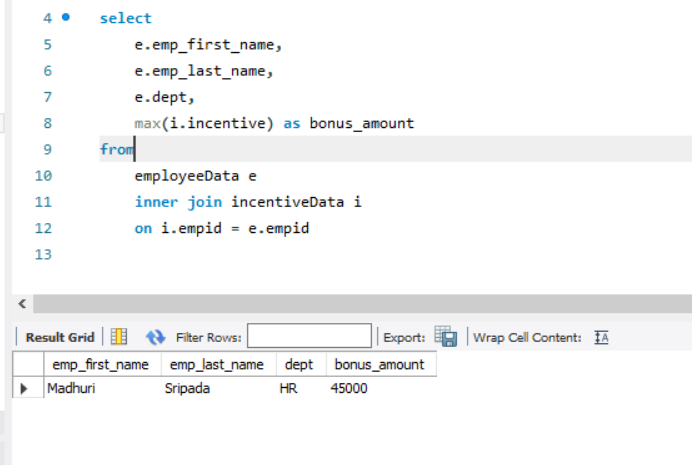 4 select
5 e.emp_first_name,
6 e.emp_last_name,
7 e.dept,
8 max(i.incentive) as bonus_amount
9 from
10 employeeData e
11 inner join incentiveData i
12 on i.empid = e.empid
13
Result Grid Filter Rows: Export: Wrap Cell Content:
emp_first_name emp_last_name dept bonus_amount
Madhuri Sripada HR 45000